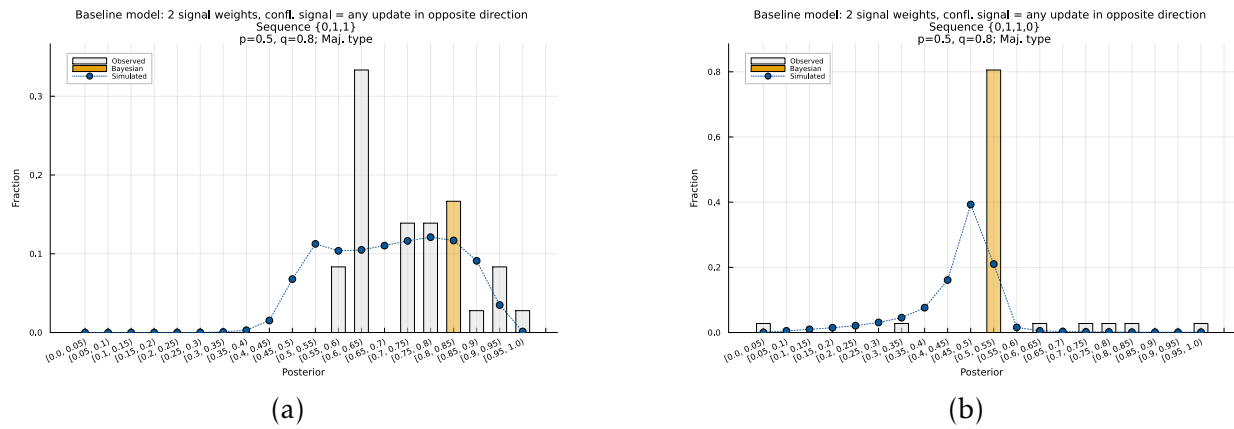 Baseline model: 2 signal weights, confl. signal = any update in opposite direction
Sequence {0,1,1}
p=0.5, q=0.8; Maj. type
Observed
Bayesian
Simulated
Fraction
0.3
0.2
0.1
0.0
[0.0, 0.05)
[0.05, 0.1)
[0.1, 0.15)
[0.15, 0.2)
[0.2, 0.25)
[0.25, 0.3)
[0.3, 0.35)
[0.35, 0.4)
[0.4, 0.45)
[0.45, 0.5)
[0.5, 0.55)
[0.55, 0.6)
[0.6, 0.65)
[0.65, 0.7)
[0.7, 0.75)
[0.75, 0.8)
[0.8, 0.85)
[0.85, 0.9)
[0.9, 0.95)
[0.95, 1.0)
Posterior
(a)
Baseline model: 2 signal weights, confl. signal = any update in opposite direction
Sequence {0,1,1,0}
p=0.5, q=0.8; Maj. type
Observed
Bayesian
Simulated
Fraction
0.8
0.6
0.4
0.2
0.0
[0.0, 0.05)
[0.05, 0.1)
[0.1, 0.15)
[0.15, 0.2)
[0.2, 0.25)
[0.25, 0.3)
[0.3, 0.35)
[0.35, 0.4)
[0.4, 0.45)
[0.45, 0.5)
[0.5, 0.55)
[0.55, 0.6)
[0.6, 0.65)
[0.65, 0.7)
[0.7, 0.75)
[0.75, 0.8)
[0.8, 0.85)
[0.85, 0.9)
[0.9, 0.95)
[0.95, 1.0)
Posterior
(b)